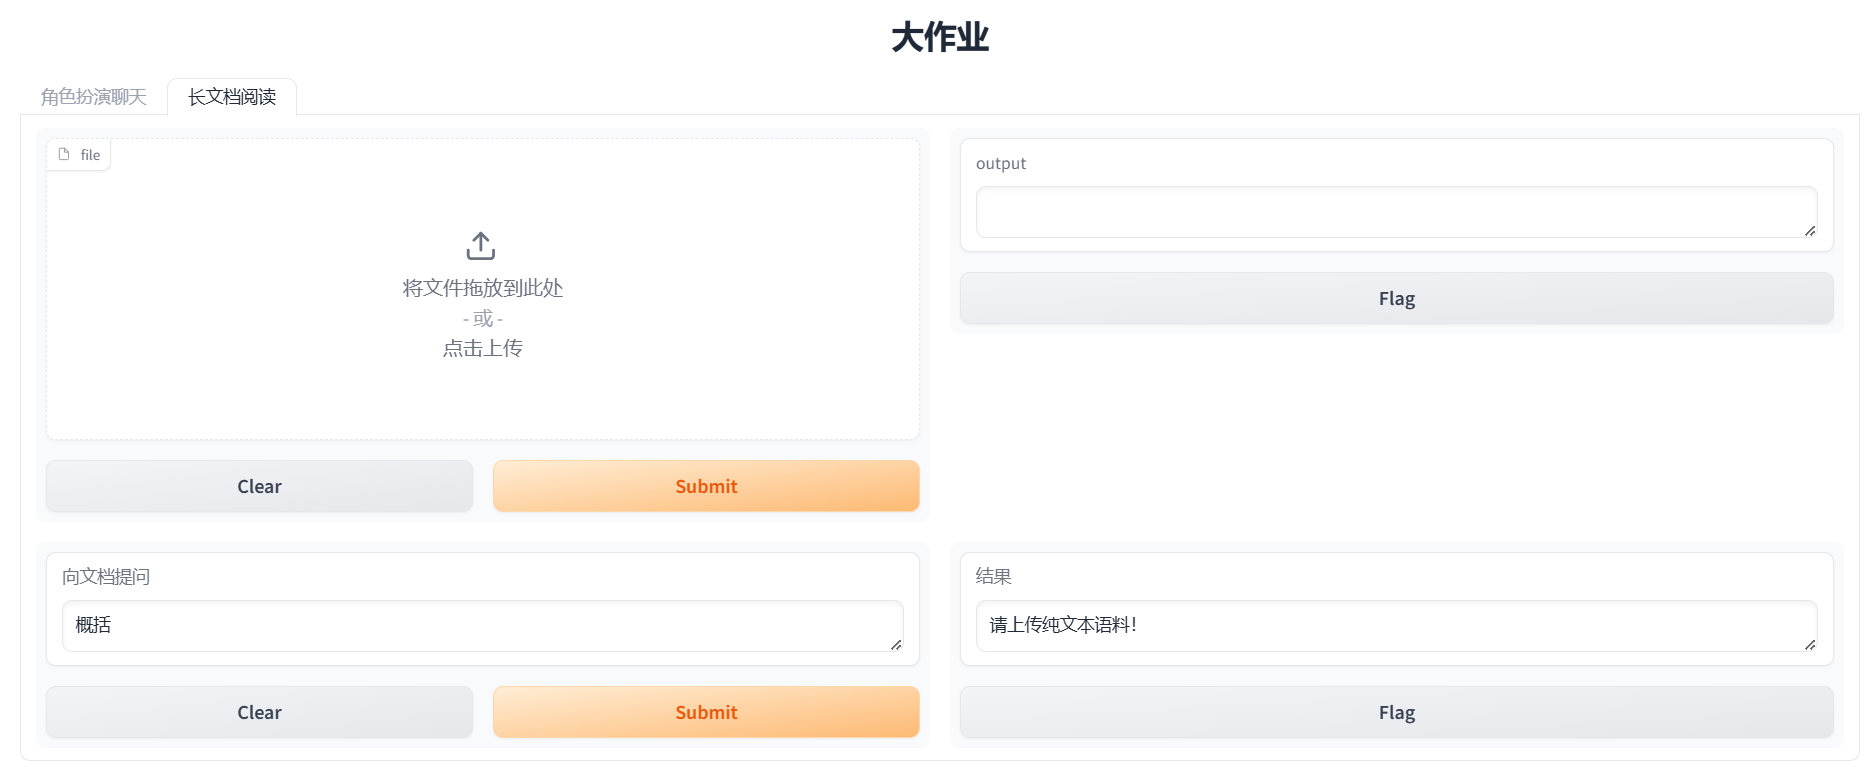 大作业
角色扮演聊天
长文档阅读
file
将文件拖放到此处
- 或 -
点击上传
Clear
Submit
output
Flag
向文档提问
概括
Clear
Submit
结果
请上传纯文本语料！
Flag